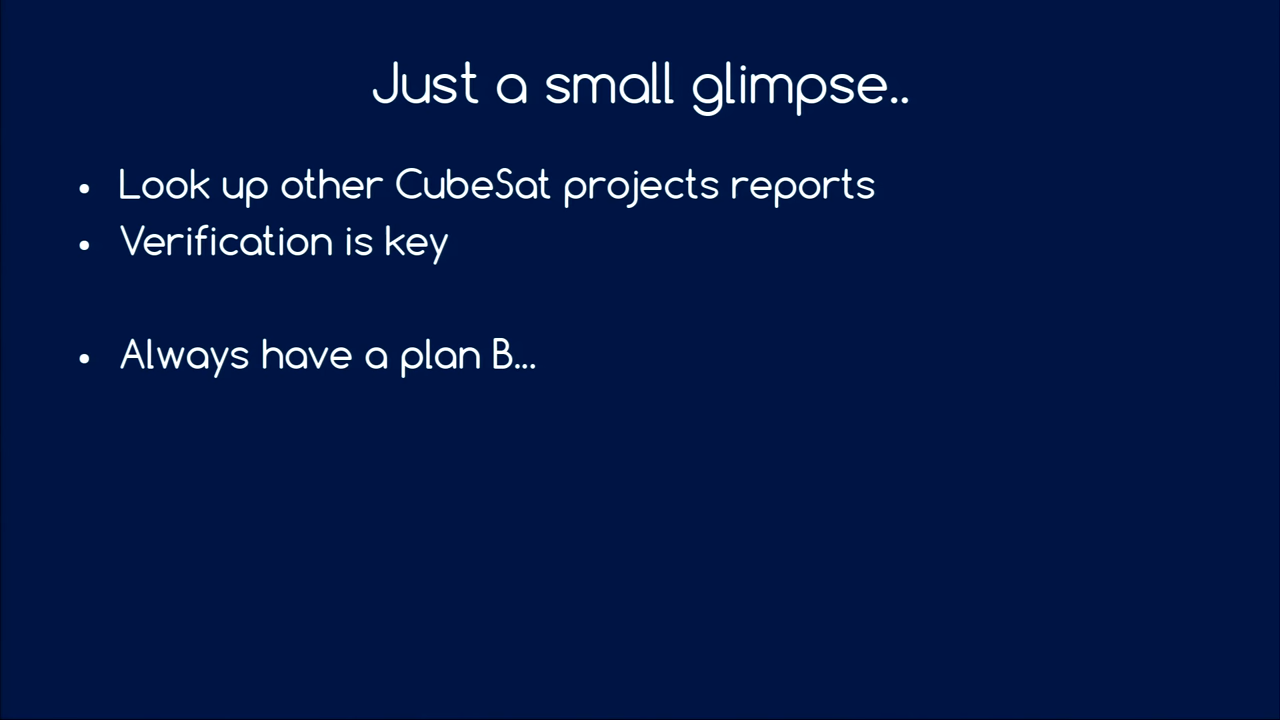 Just a small glimpse..
• Look up other CubeSat projects reports
• Verification is key
• Always have a plan B...